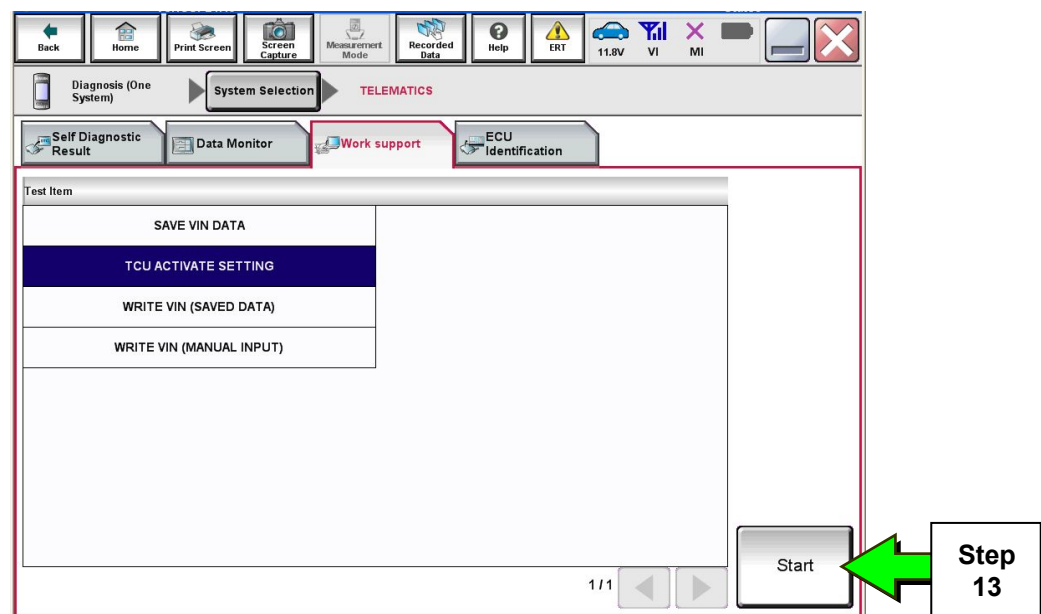 Back
Home
Print Screen
Screen
Capture
Measurement
Mode
Recorded
Data
Help
ERT
11.8V
VI
MI
Diagnosis (One
System)
System Selection
TELEMATICS
Self Diagnostic
Result
Data Monitor
Work support
ECU
Identification
Test Item
SAVE VIN DATA
TCU ACTIVATE SETTING
WRITE VIN (SAVED DATA)
WRITE VIN (MANUAL INPUT)
1/1
Start
Step
13